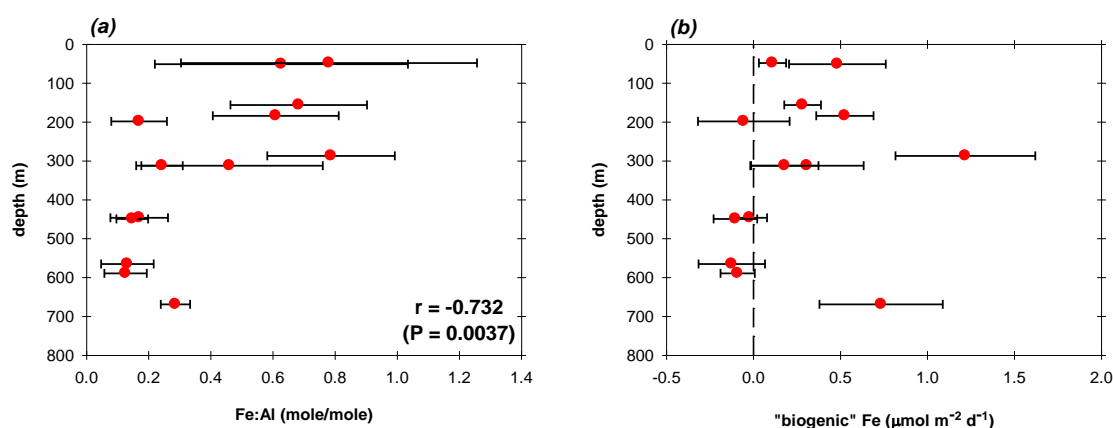 (a)
0
100
200
300
400
500
600
700
800
depth (m)
0.0 0.2 0.4 0.6 0.8 1.0 1.2 1.4
Fe:Al (mole/mole)
r = -0.732
(P = 0.0037)
(b)
0
100
200
300
400
500
600
700
800
depth (m)
-0.5 0.0 0.5 1.0 1.5 2.0
"biogenic" Fe (μmol m⁻² d⁻¹)